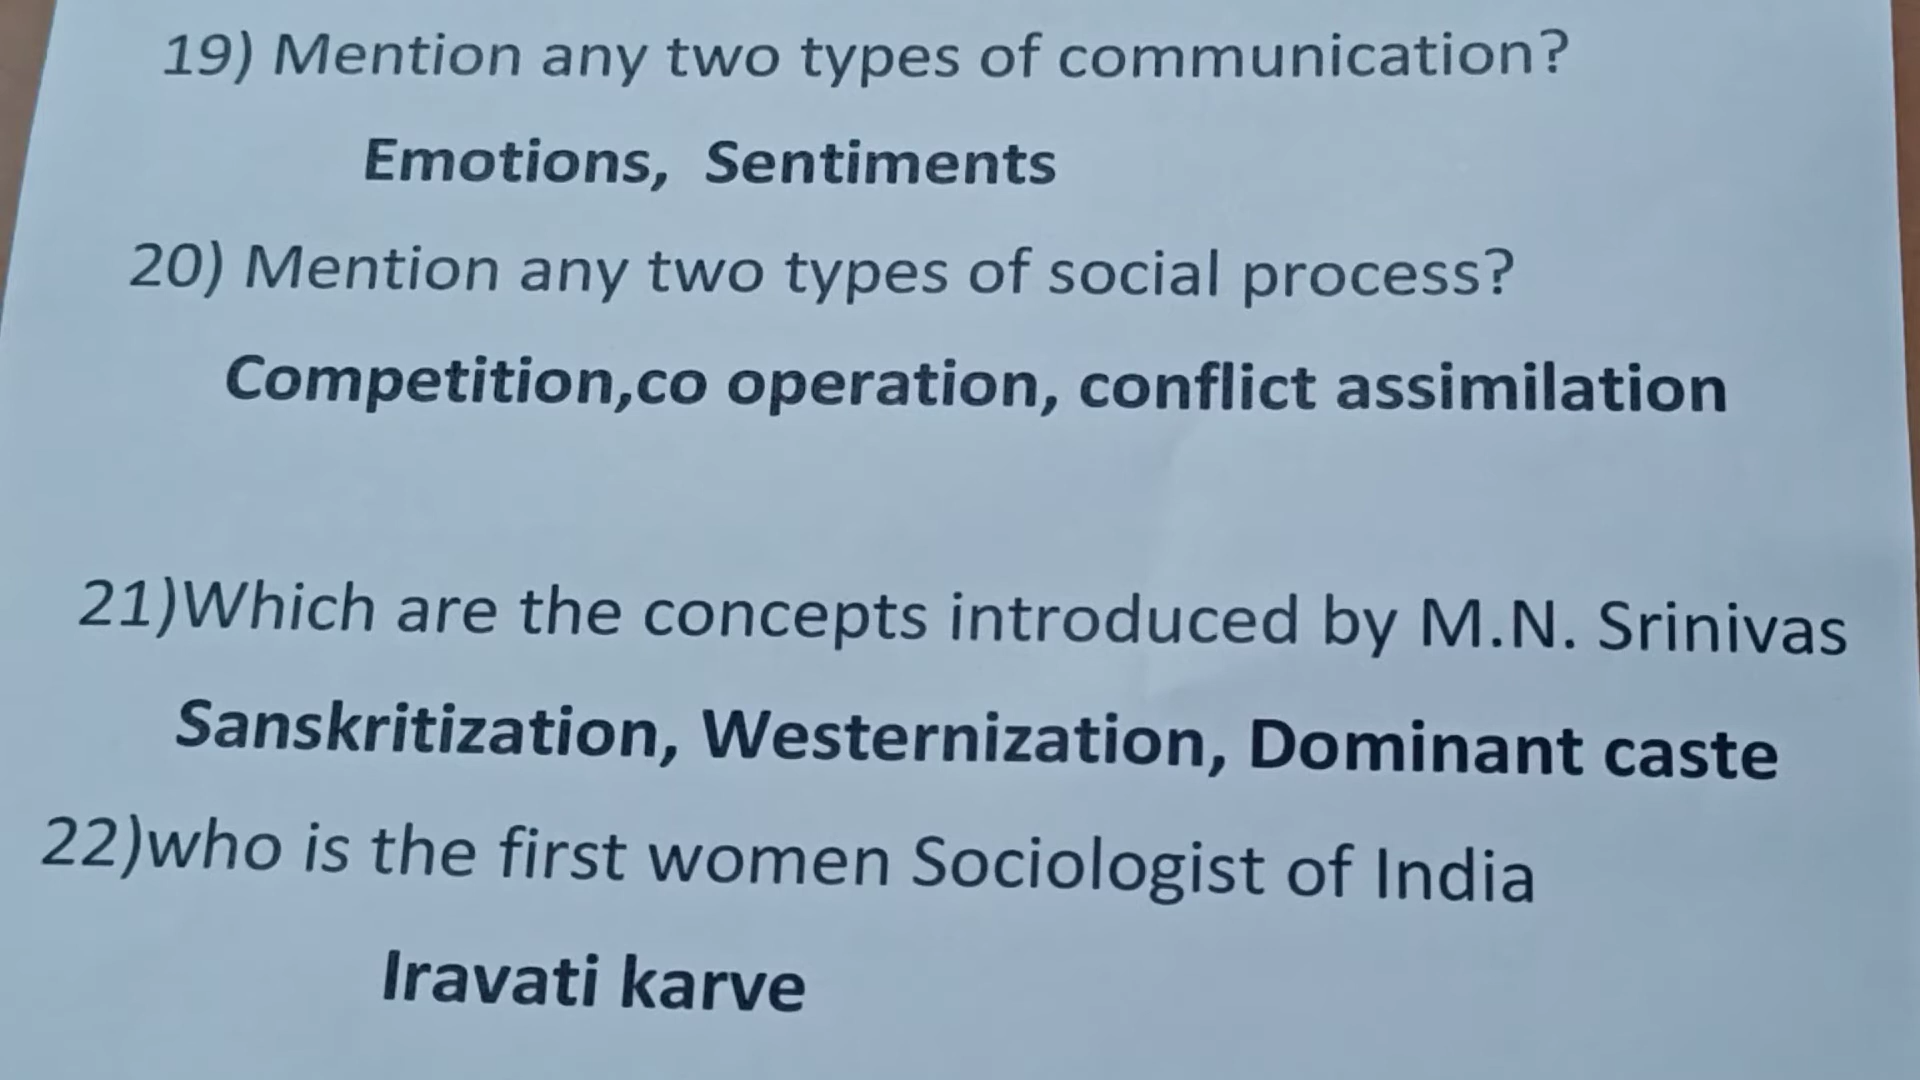 19) Mention any two types of communication?
Emotions, Sentiments
20) Mention any two types of social process?
Competition,co operation, conflict assimilation
21)Which are the concepts introduced by M.N. Srinivas
Sanskritization, Westernization, Dominant caste
22)who is the first women Sociologist of India
Iravati karve